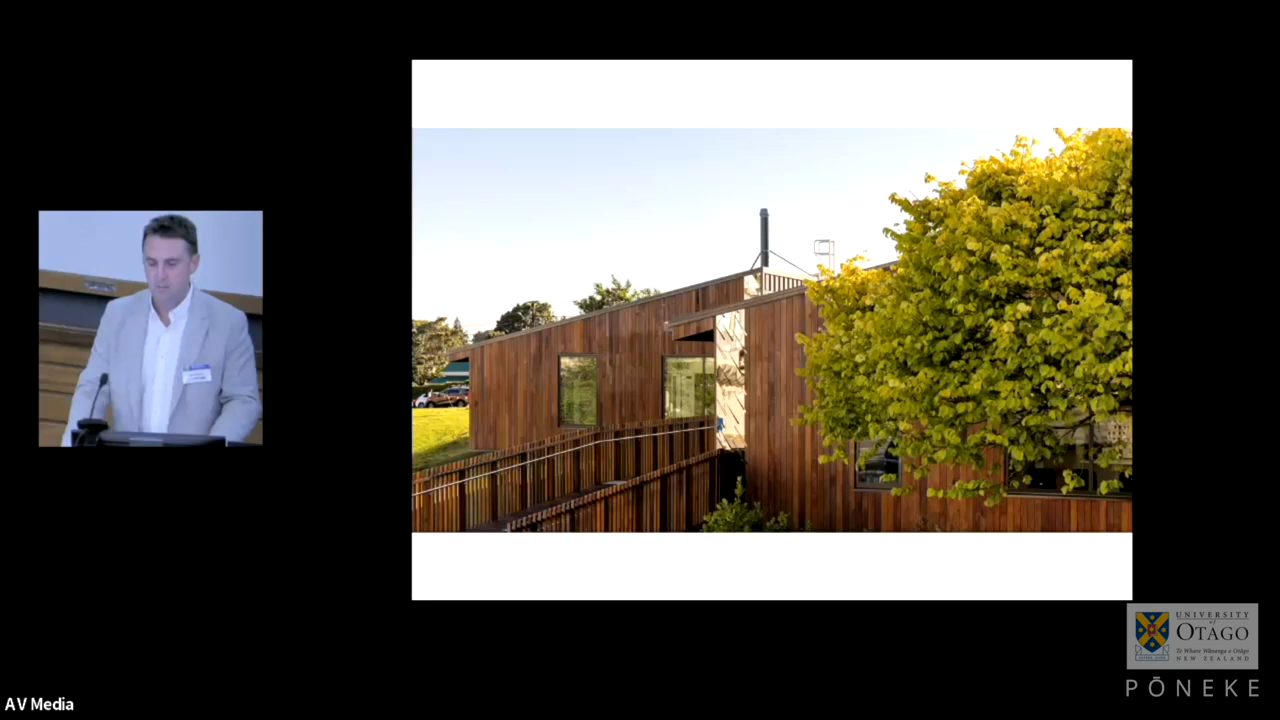 UNIVERSITY
of
OTAGO
Te Whare Wānanga o Otāgo
NEW ZEALAND
PŌNEKE
AV Media